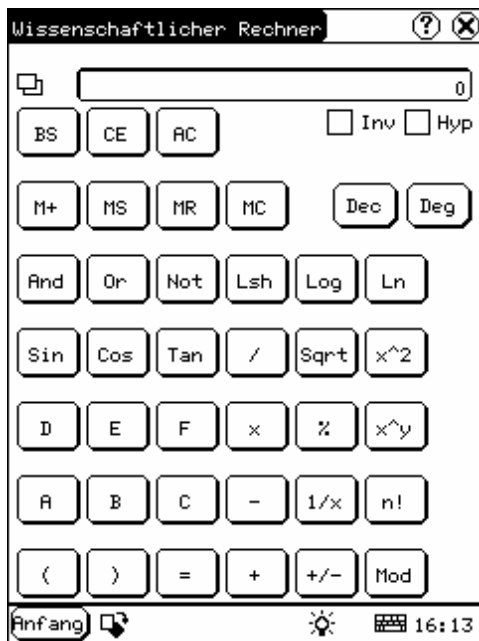 Wissenschaftlicher Rechner ?
0
BS CE AC Inv Hyp
M+ MS MR MC Dec Deg
And Or Not Lsh Log Ln
Sin Cos Tan / Sqrt x^2
D E F x % x^y
A B C - 1/x n!
( ) = + +/- Mod
Anfang 16:13